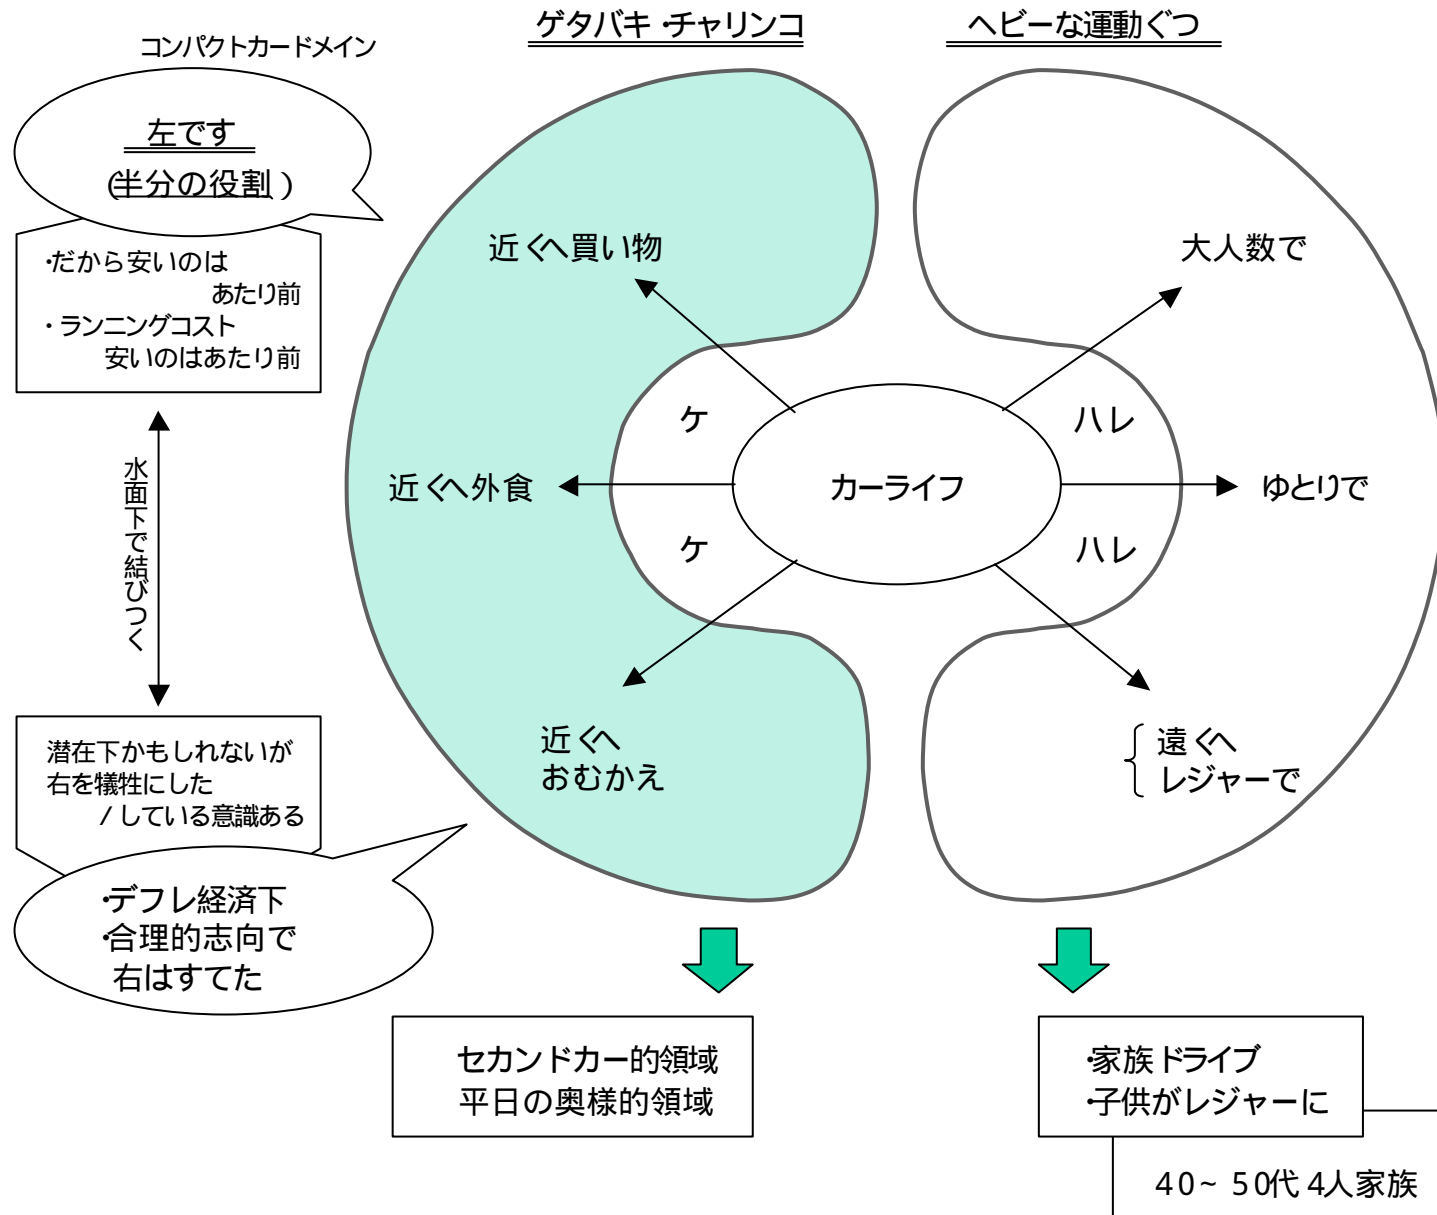 ゲタバキ・チャリンコ
ヘビーな運動ぐつ
コンパクトカードメイン
左です
(半分の役割)
・だから安いのは
あたり前
・ランニングコスト
安いのはあたり前
水面下で結びつく
潜在下かもしれないが
右を犠牲にした
/している意識ある
・デフレ経済下
・合理的志向で
右はすてた
近くへ買い物
近くへ外食
近くへ
おむかえ
ケ
ケ
カーライフ
ハレ
ハレ
大人数で
ゆとりで
遠くへ
レジャーで
セカンドカー的領域
平日の奥様的領域
・家族ドライブ
・子供がレジャーに
40~50代 4人家族